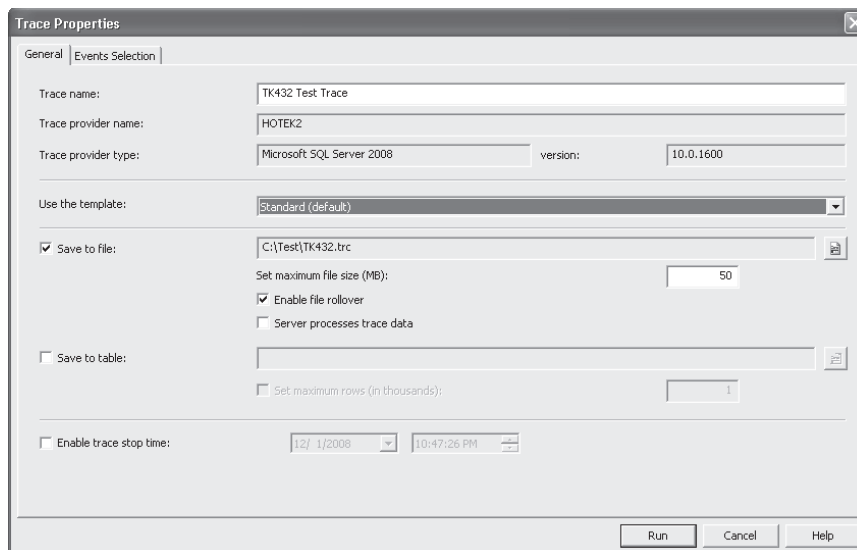 Trace Properties
General Events Selection
Trace name: TK432 Test Trace
Trace provider name: HOTEK2
Trace provider type: Microsoft SQL Server 2008 version: 10.0.1600
Use the template: Standard (default)
Save to file: C:\Test\TK432.trc
Set maximum file size (MB): 50
Enable file rollover
Server processes trace data
Save to table:
Set maximum rows (in thousands): 1
Enable trace stop time: 12/ 1/2008 10:47:26 PM
Run Cancel Help